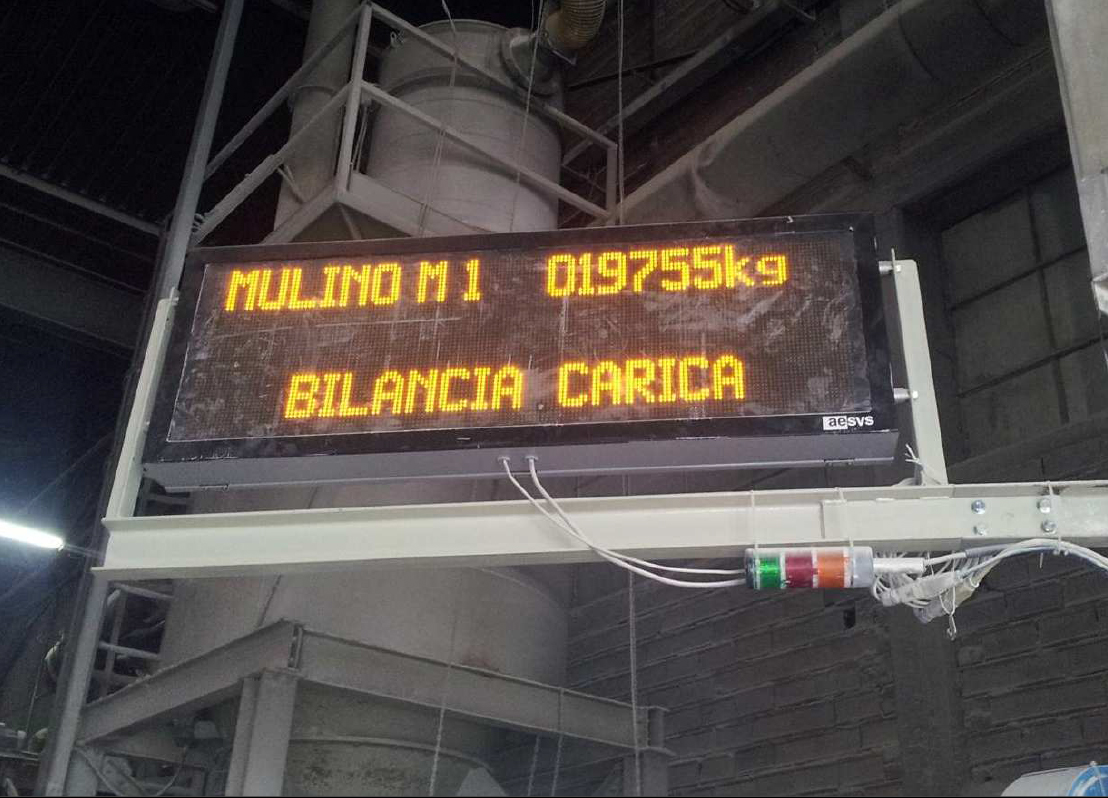 MULINO M 1 019755kg
BILANCIA CARICA
aesys